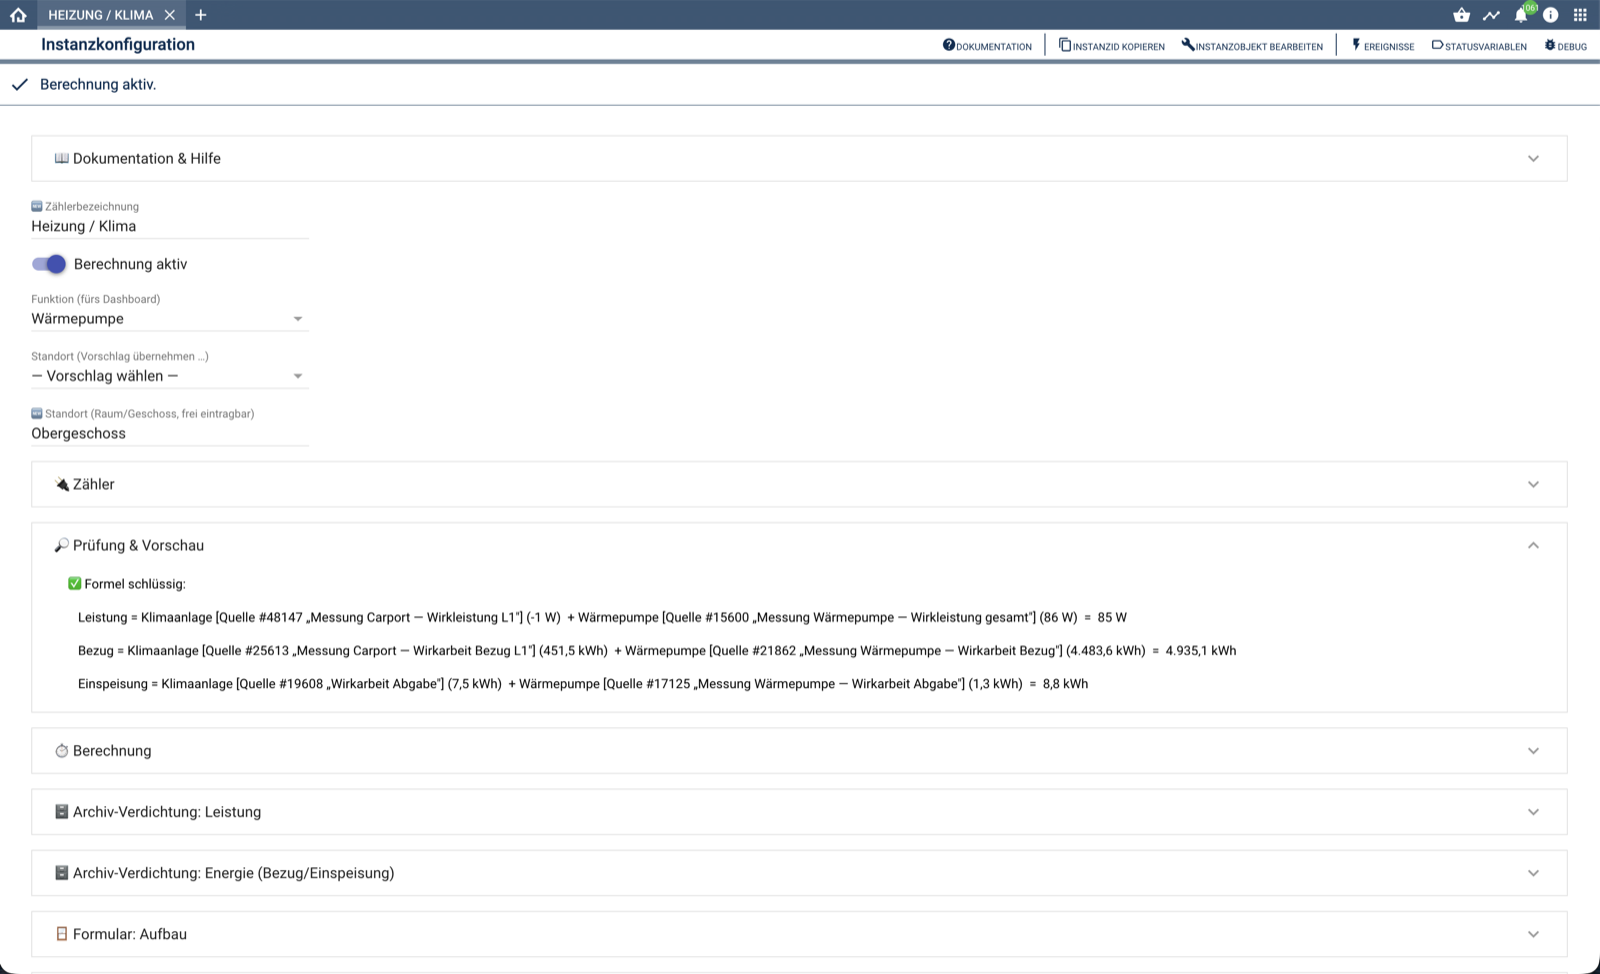 HEIZUNG / KLIMA
1061
Instanzkonfiguration
DOKUMENTATION
INSTANZID KOPIEREN
INSTANZOBJEKT BEARBEITEN
EREIGNISSE
STATUSVARIABLEN
DEBUG
Berechnung aktiv.
Dokumentation & Hilfe
Zählerbezeichnung
Heizung / Klima
Berechnung aktiv
Funktion (fürs Dashboard)
Wärmepumpe
Standort (Vorschlag übernehmen …)
— Vorschlag wählen —
Standort (Raum/Geschoss, frei eintragbar)
Obergeschoss
Zähler
Prüfung & Vorschau
Formel schlüssig:
Leistung = Klimaanlage [Quelle #48147 „Messung Carport — Wirkleistung L1"] (-1 W) + Wärmepumpe [Quelle #15600 „Messung Wärmepumpe — Wirkleistung gesamt"] (86 W) = 85 W
Bezug = Klimaanlage [Quelle #25613 „Messung Carport — Wirkarbeit Bezug L1"] (451,5 kWh) + Wärmepumpe [Quelle #21862 „Messung Wärmepumpe — Wirkarbeit Bezug"] (4.483,6 kWh) = 4.935,1 kWh
Einspeisung = Klimaanlage [Quelle #19608 „Wirkarbeit Abgabe"] (7,5 kWh) + Wärmepumpe [Quelle #17125 „Messung Wärmepumpe — Wirkarbeit Abgabe"] (1,3 kWh) = 8,8 kWh
Berechnung
Archiv-Verdichtung: Leistung
Archiv-Verdichtung: Energie (Bezug/Einspeisung)
Formular: Aufbau